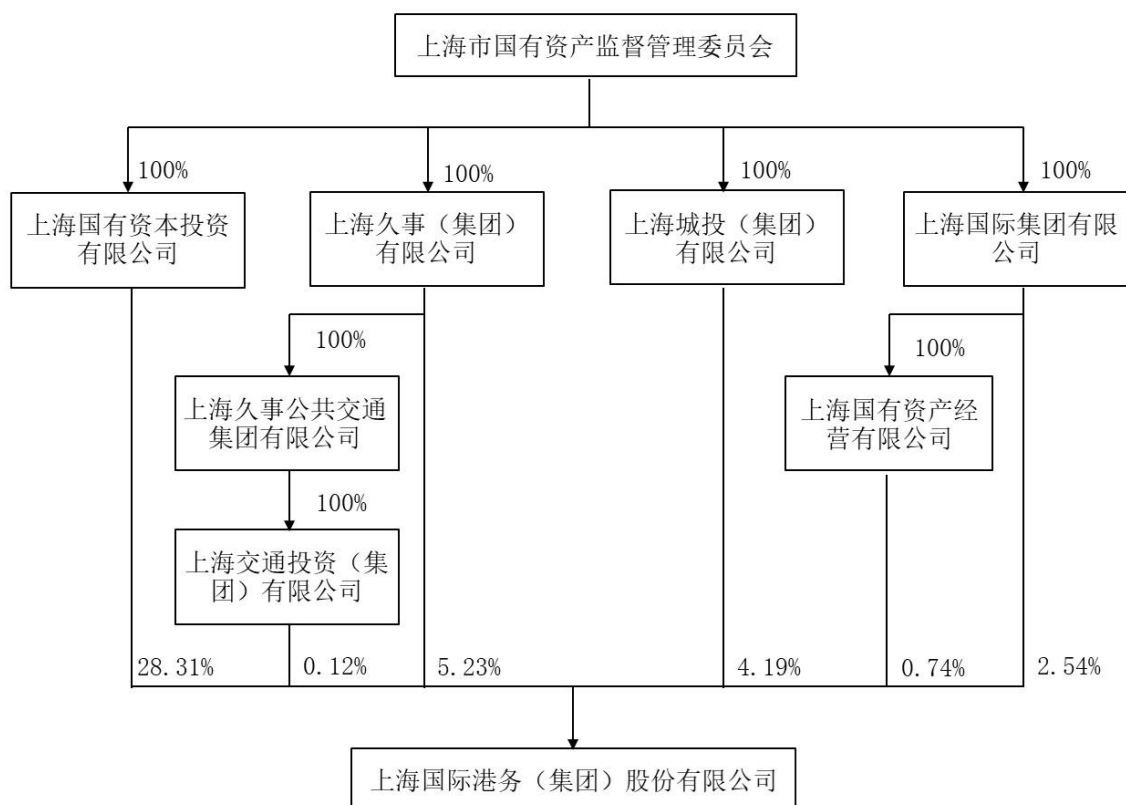 上海市国有资产监督管理委员会
100%
100%
100%
100%
上海国有资本投资
有限公司
上海久事（集团）
有限公司
上海城投（集团）
有限公司
上海国际集团有限
公司
100%
100%
上海久事公共交通
集团有限公司
上海国有资产经
营有限公司
100%
上海交通投资（集
团）有限公司
28.31%
0.12%
5.23%
4.19%
0.74%
2.54%
上海国际港务（集团）股份有限公司